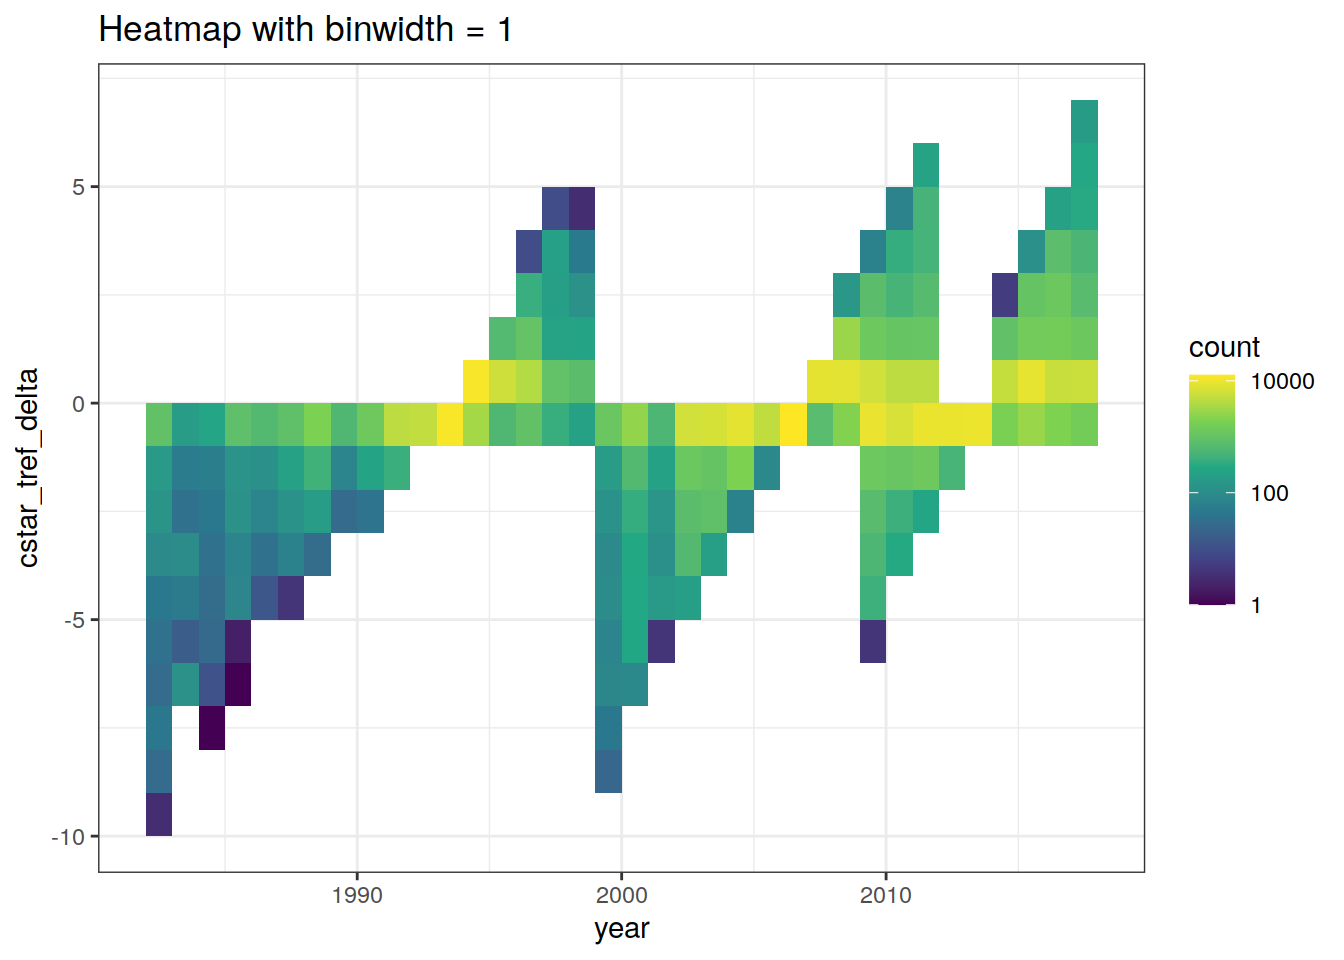 Heatmap with binwidth = 1
cstar_tref_delta
5
0
-5
-10
1990
2000
2010
year
count
10000
100
1